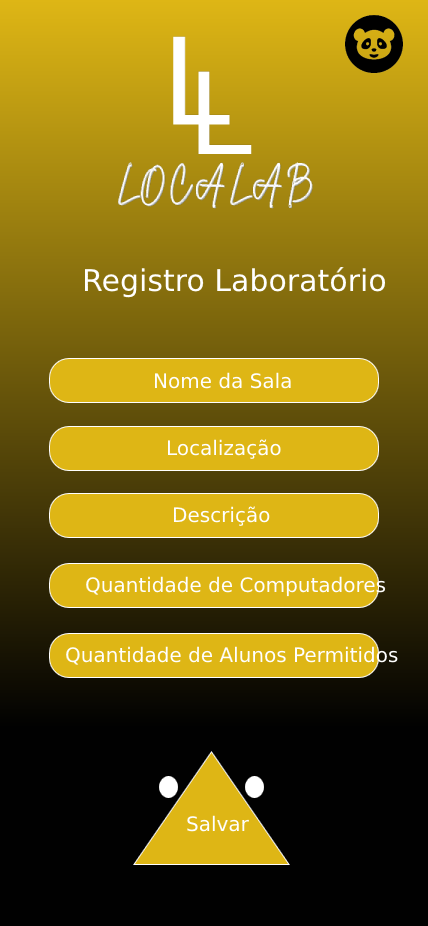 LL
LOCALAB
Registro Laboratório
Nome da Sala
Localização
Descrição
Quantidade de Computadores
Quantidade de Alunos Permitidos
Salvar